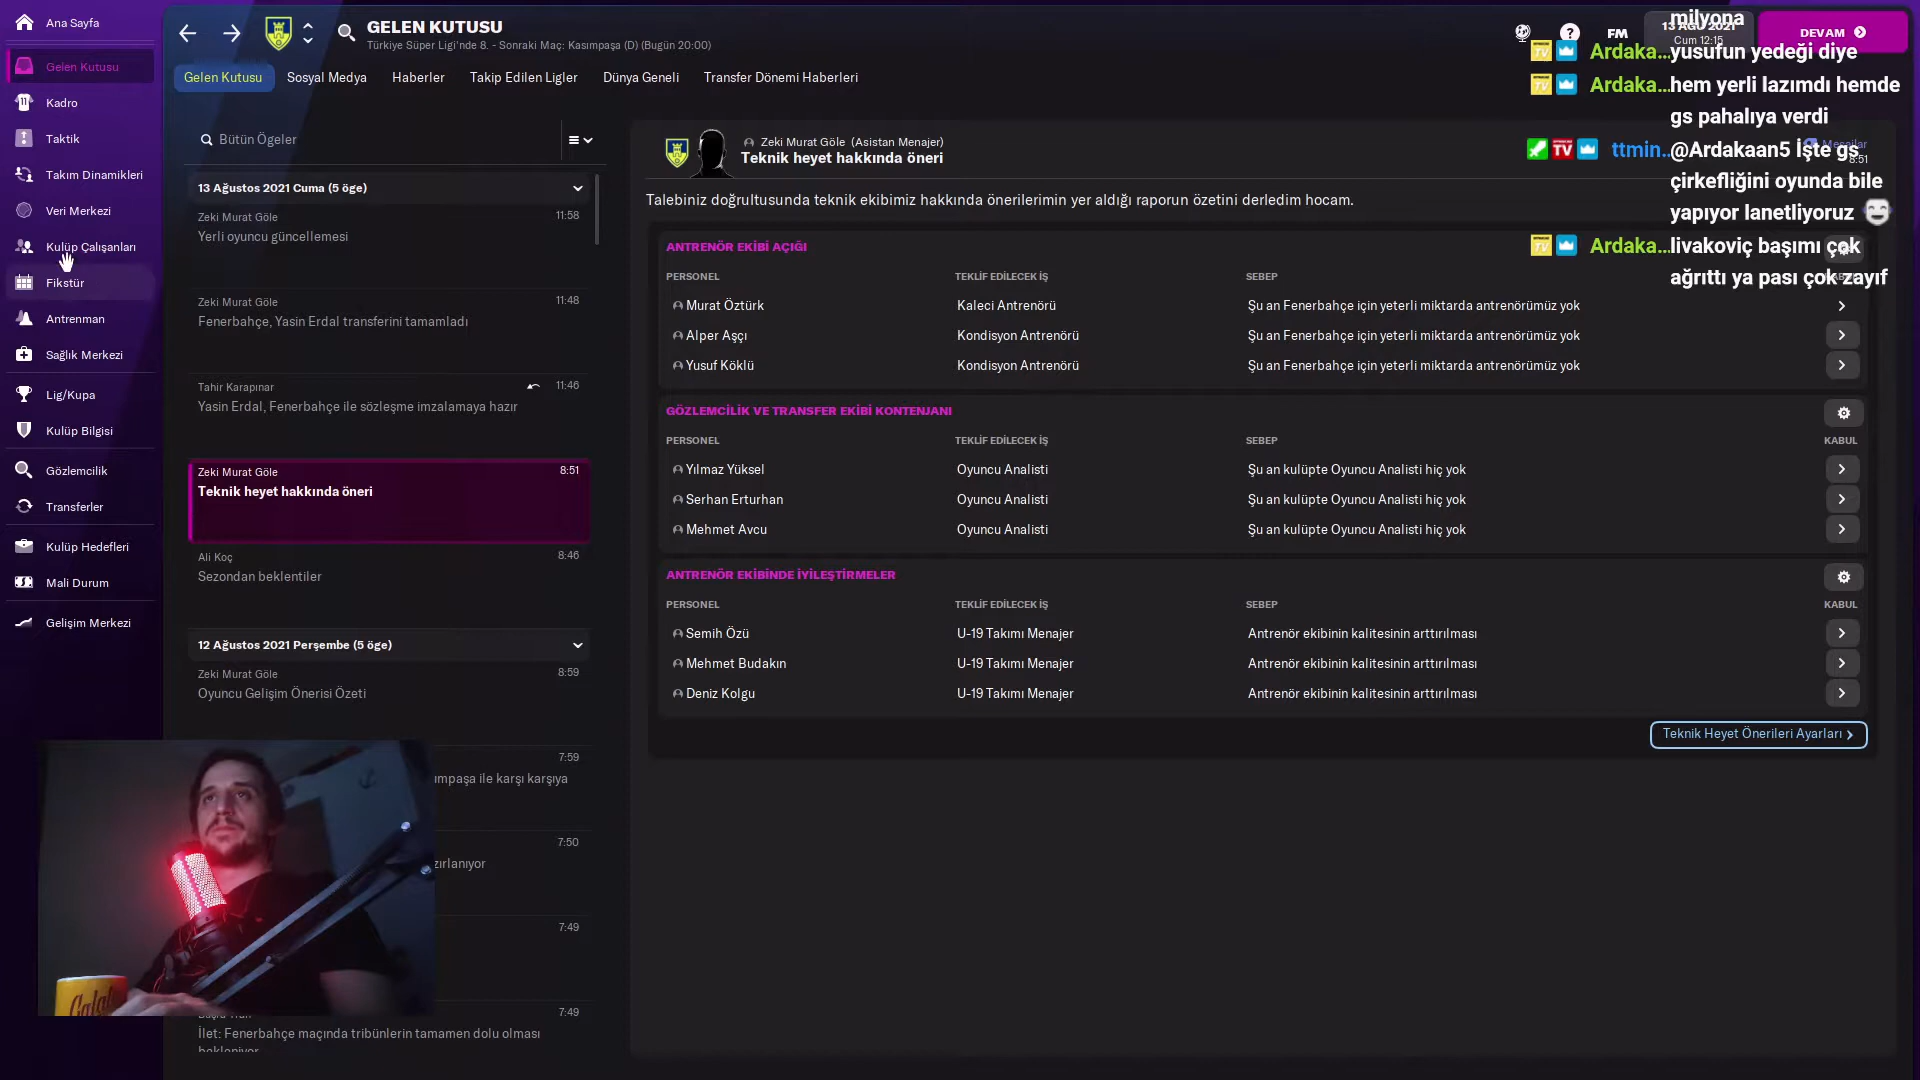 Ana Sayfa
Gelen Kutusu
Kadro
Taktik
Takım Dinamikleri
Veri Merkezi
Kulüp Çalışanları
Fikstür
Antrenman
Sağlık Merkezi
Lig/Kupa
Kulüp Bilgisi
Gözlemcilik
Transferler
Kulüp Hedefleri
Mali Durum
Gelişim Merkezi
GELEN KUTUSU
Türkiye Süper Ligi'nde 8. - Sonraki Maç: Kasımpaşa (D) (Bugün 20:00)
FM
13 AĞU 2021
Cum 12:15
DEVAM
Gelen Kutusu
Sosyal Medya
Haberler
Takip Edilen Ligler
Dünya Geneli
Transfer Dönemi Haberleri
Bütün Ögeler
13 Ağustos 2021 Cuma (5 öge)
Zeki Murat Göle 11:58
Yerli oyuncu güncellemesi
Zeki Murat Göle 11:48
Fenerbahçe, Yasin Erdal transferini tamamladı
Tahir Karapınar 11:46
Yasin Erdal, Fenerbahçe ile sözleşme imzalamaya hazır
Zeki Murat Göle 8:51
Teknik heyet hakkında öneri
Ali Koç 8:46
Sezondan beklentiler
12 Ağustos 2021 Perşembe (5 öge)
Zeki Murat Göle 8:59
Oyuncu Gelişim Önerisi Özeti
7:59
ımpaşa ile karşı karşıya
7:50
zırlanıyor
7:49
7:49
İlet: Fenerbahçe maçında tribünlerin tamamen dolu olması
bekleniyor
Zeki Murat Göle (Asistan Menajer)
Teknik heyet hakkında öneri
Mesajlar
8:51
Talebiniz doğrultusunda teknik ekibimiz hakkında önerilerimin yer aldığı raporun özetini derledim hocam.
ANTRENÖR EKİBİ AÇIĞI
PERSONEL TEKLİF EDİLECEK İŞ SEBEP
Murat Öztürk Kaleci Antrenörü Şu an Fenerbahçe için yeterli miktarda antrenörümüz yok
Alper Aşçı Kondisyon Antrenörü Şu an Fenerbahçe için yeterli miktarda antrenörümüz yok
Yusuf Köklü Kondisyon Antrenörü Şu an Fenerbahçe için yeterli miktarda antrenörümüz yok
GÖZLEMCİLİK VE TRANSFER EKİBİ KONTENJANI
PERSONEL TEKLİF EDİLECEK İŞ SEBEP KABUL
Yılmaz Yüksel Oyuncu Analisti Şu an kulüpte Oyuncu Analisti hiç yok
Serhan Erturhan Oyuncu Analisti Şu an kulüpte Oyuncu Analisti hiç yok
Mehmet Avcu Oyuncu Analisti Şu an kulüpte Oyuncu Analisti hiç yok
ANTRENÖR EKİBİNDE İYİLEŞTİRMELER
PERSONEL TEKLİF EDİLECEK İŞ SEBEP KABUL
Semih Özü U-19 Takımı Menajer Antrenör ekibinin kalitesinin arttırılması
Mehmet Budakın U-19 Takımı Menajer Antrenör ekibinin kalitesinin arttırılması
Deniz Kolgu U-19 Takımı Menajer Antrenör ekibinin kalitesinin arttırılması
Teknik Heyet Önerileri Ayarları
milyona
Ardaka... yusufun yedeği diye
Ardaka... hem yerli lazımdı hemde
gs pahalıya verdi
TV ttmin... @Ardakaan5 İşte gs
çirkefliğini oyunda bile
yapıyor lanetliyoruz
Ardaka... livakoviç başımı çok
ağrıttı ya pası çok zayıf